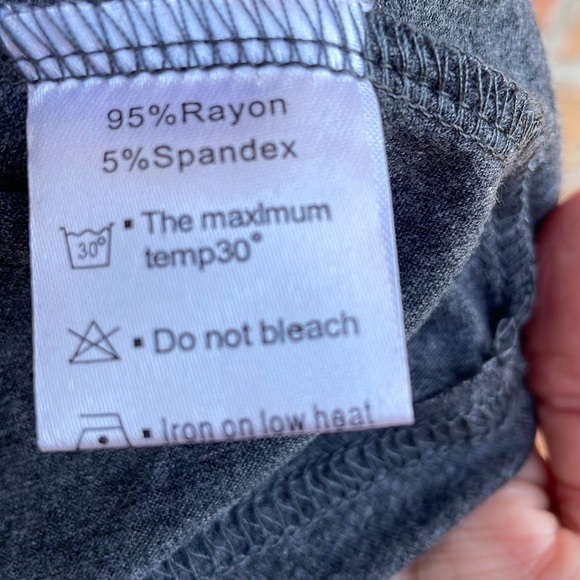 95%Rayon
5%Spandex
30°
▪ The maximum
temp30°
▪ Do not bleach
▪ Iron on low heat